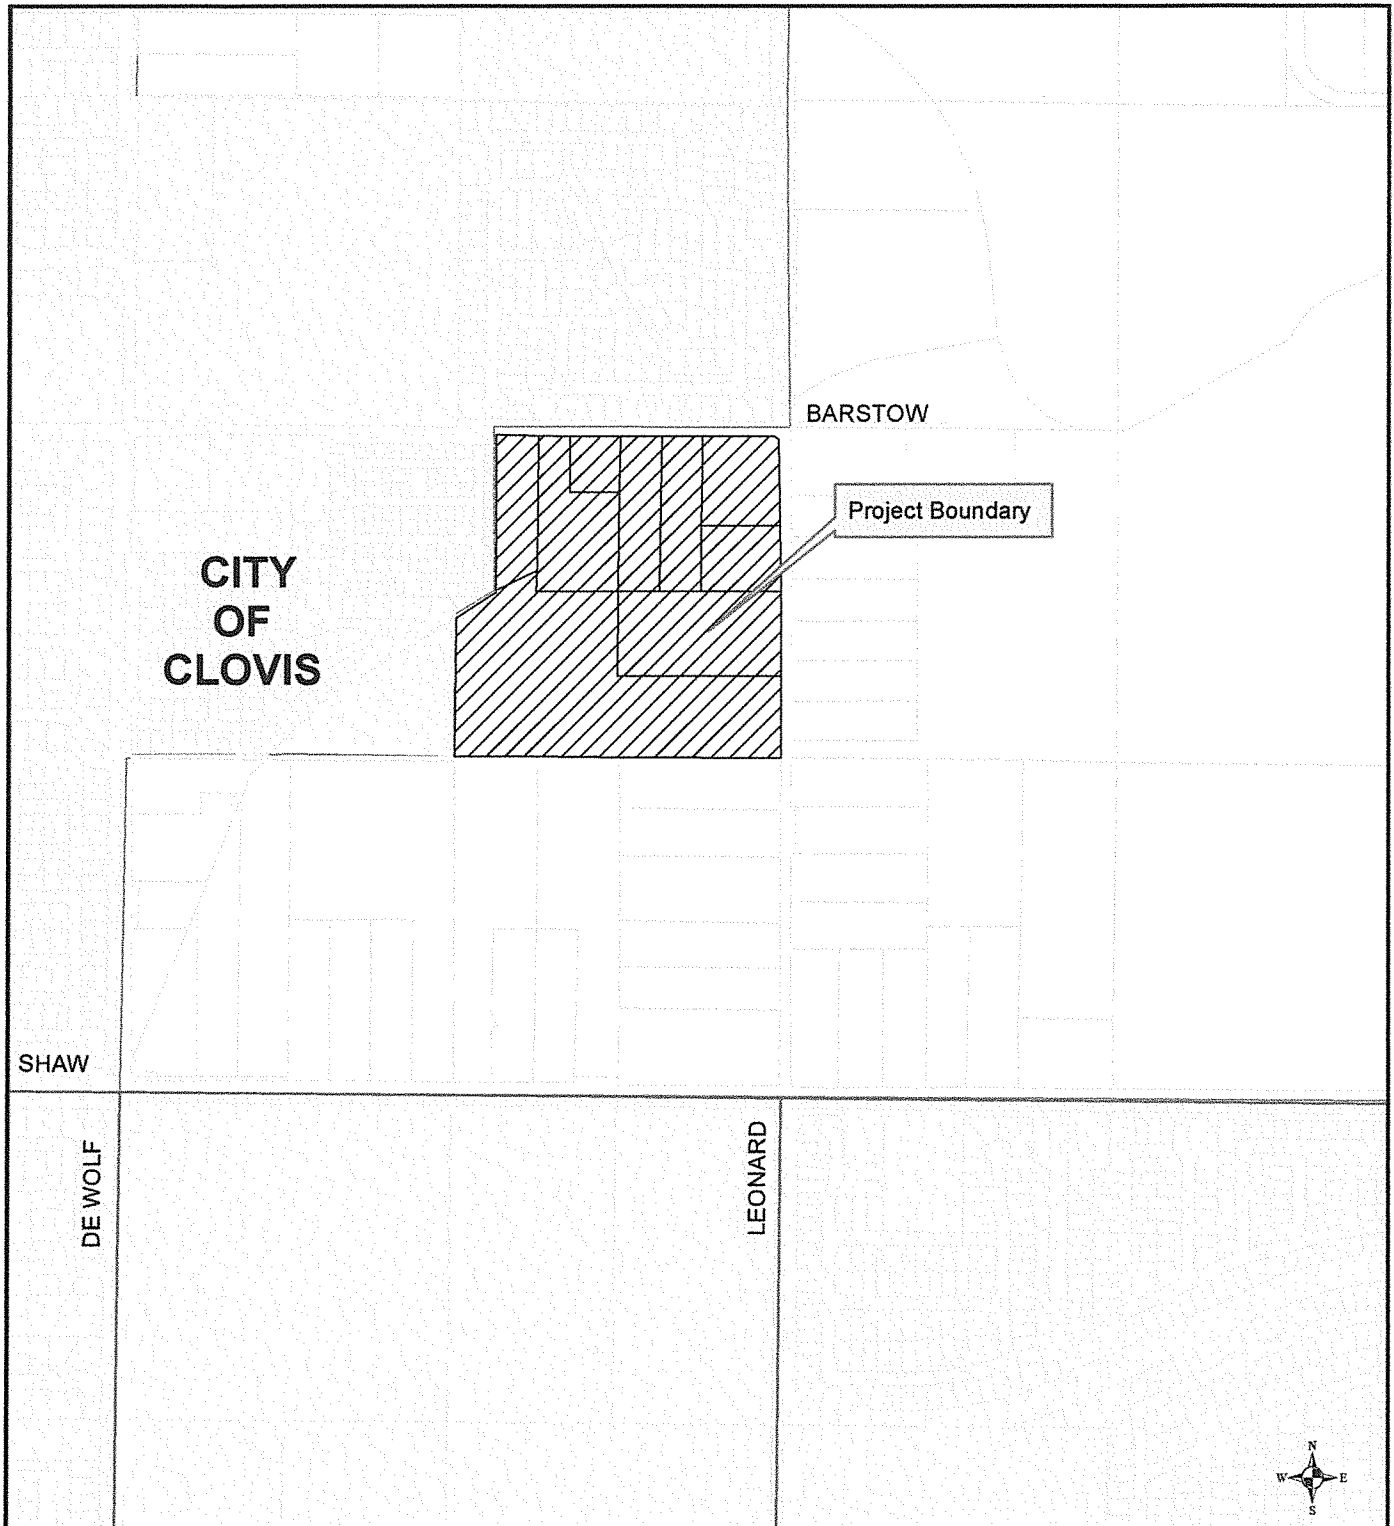 BARSTOW
Project Boundary
CITY
OF
CLOVIS
SHAW
DE WOLF
LEONARD
N
W E
S